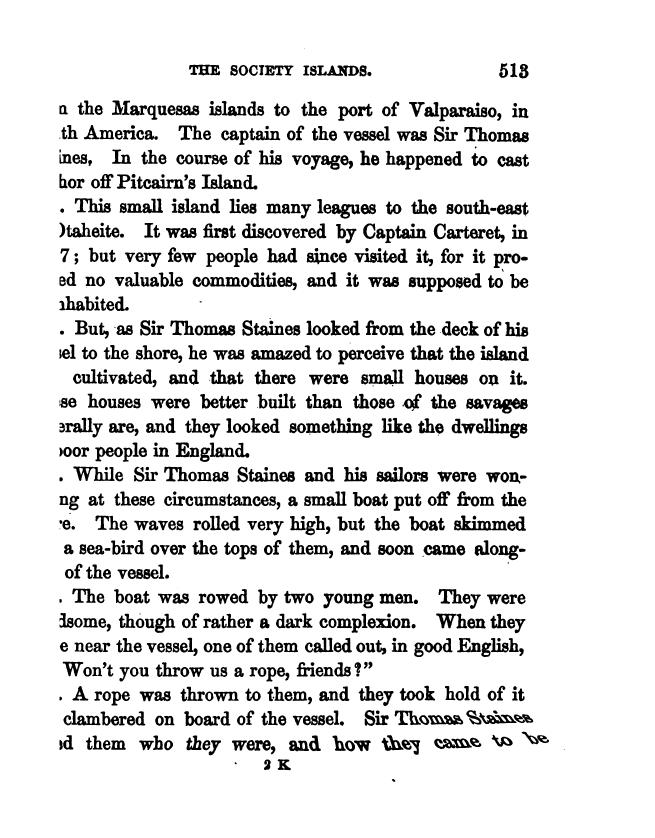 THE SOCIETY ISLANDS. 513
n the Marquesas islands to the port of Valparaiso, in
th America. The captain of the vessel was Sir Thomas
ines. In the course of his voyage, he happened to cast
hor off Pitcairn's Island.
. This small island lies many leagues to the south-east
Otaheite. It was first discovered by Captain Carteret, in
7; but very few people had since visited it, for it pro-
ed no valuable commodities, and it was supposed to be
nhabited.
. But, as Sir Thomas Staines looked from the deck of his
sel to the shore, he was amazed to perceive that the island
cultivated, and that there were small houses on it.
se houses were better built than those of the savages
erally are, and they looked something like the dwellings
poor people in England.
. While Sir Thomas Staines and his sailors were won-
ng at these circumstances, a small boat put off from the
e. The waves rolled very high, but the boat skimmed
a sea-bird over the tops of them, and soon came along-
of the vessel.
. The boat was rowed by two young men. They were
dsome, though of rather a dark complexion. When they
e near the vessel, one of them called out, in good English,
Won't you throw us a rope, friends?"
. A rope was thrown to them, and they took hold of it
clambered on board of the vessel. Sir Thomas Staines
d them who they were, and how they came to be
2 K